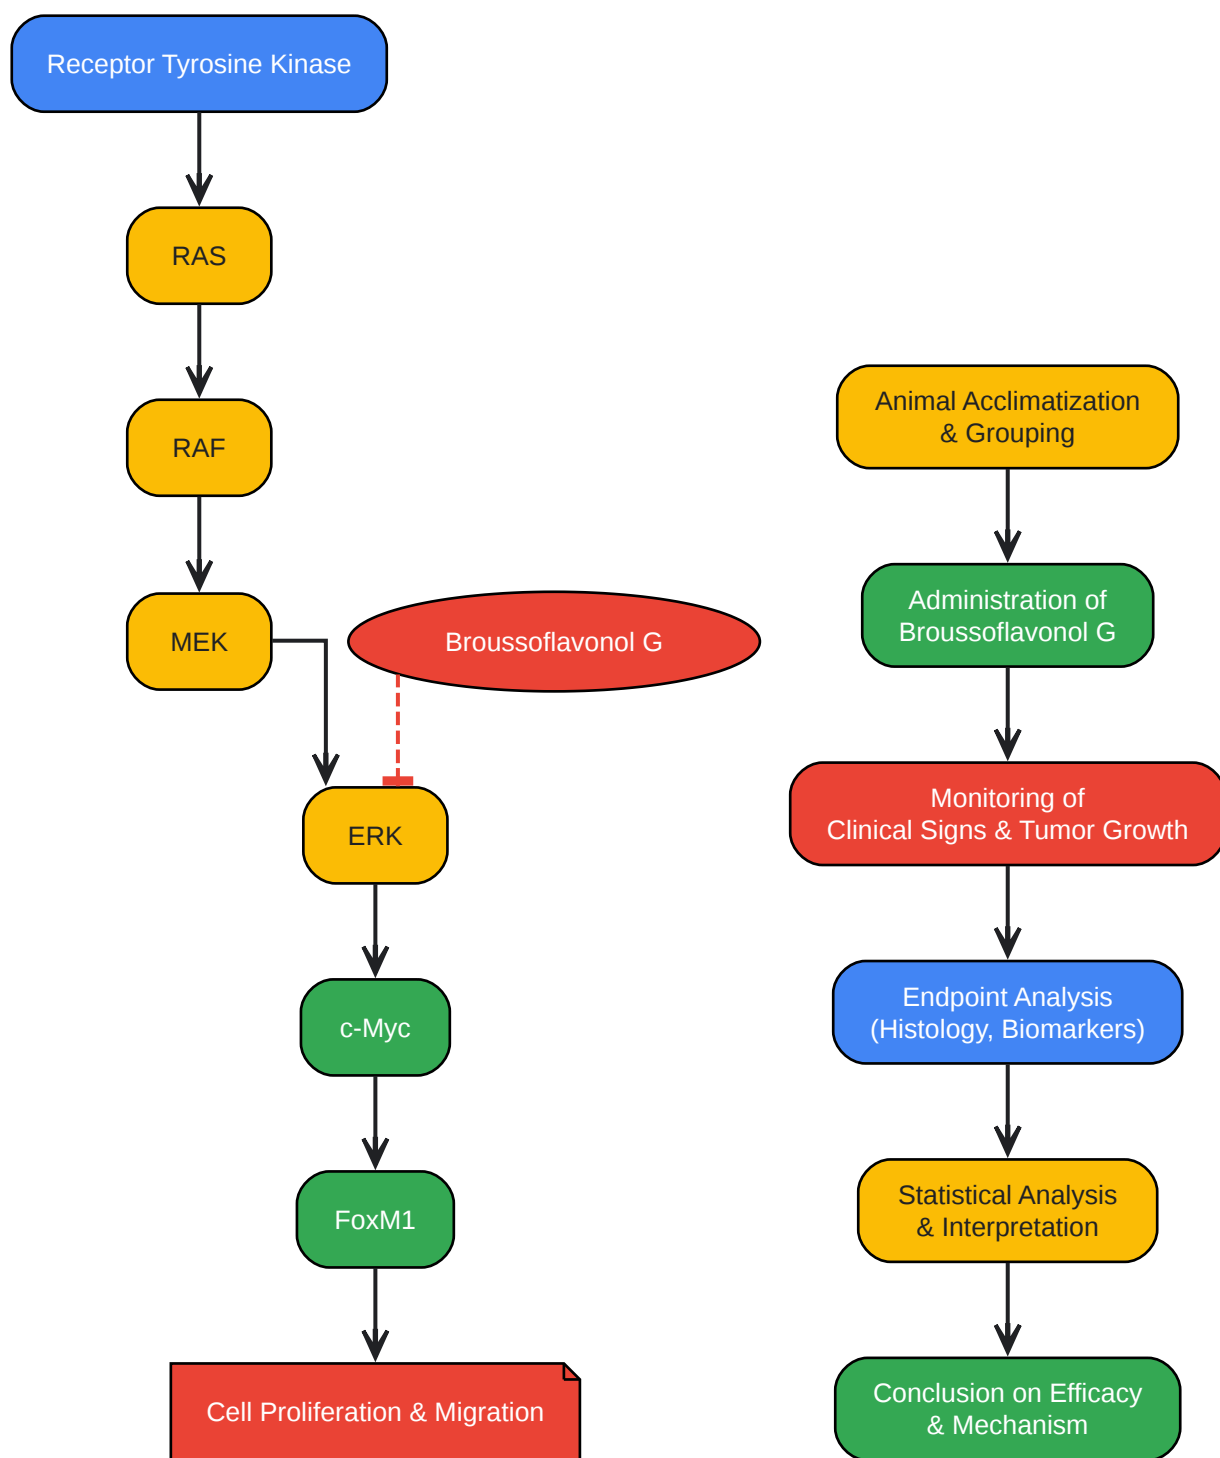 Receptor Tyrosine Kinase
RAS
RAF
MEK
Broussoflavonol G
ERK
c-Myc
FoxM1
Cell Proliferation & Migration
Animal Acclimatization
& Grouping
Administration of
Broussoflavonol G
Monitoring of
Clinical Signs & Tumor Growth
Endpoint Analysis
(Histology, Biomarkers)
Statistical Analysis
& Interpretation
Conclusion on Efficacy
& Mechanism